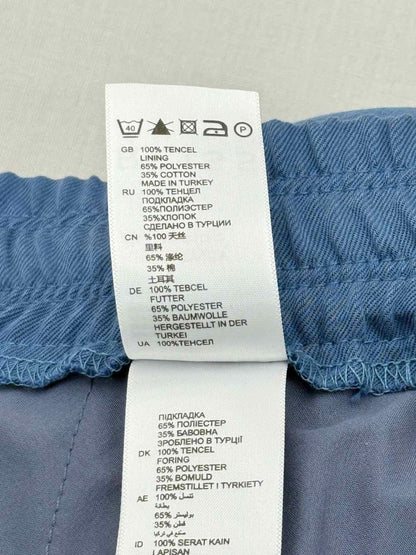 40
P
GB 100% TENCEL
LINING
65% POLYESTER
35% COTTON
MADE IN TURKEY
RU 100% ТЕНЦЕЛ
ПОДКЛАДКА
65%ПОЛИЭСТЕР
35%ХЛОПОК
СДЕЛАНО В ТУРЦИИ
CN %100 天丝
里料
65% 涤纶
35% 棉
土耳其
DE 100% TEBCEL
FUTTER
65% POLYESTER
35% BAUMWOLLE
HERGESTELLT IN DER
TURKEI
UA 100%ТЕНСЕЛ
ПІДКЛАДКА
65% ПОЛІЕСТЕР
35% БАВОВНА
ЗРОБЛЕНО В ТУРЦІЇ
DK 100% TENCEL
FORING
65% POLYESTER
35% BOMULD
FREMSTILLET I TYRKIETY
AE 100% تنسل
بطانة
65% بوليستر
35% قطن
صنع في تركيا
ID 100% SERAT KAIN
LAPISAN